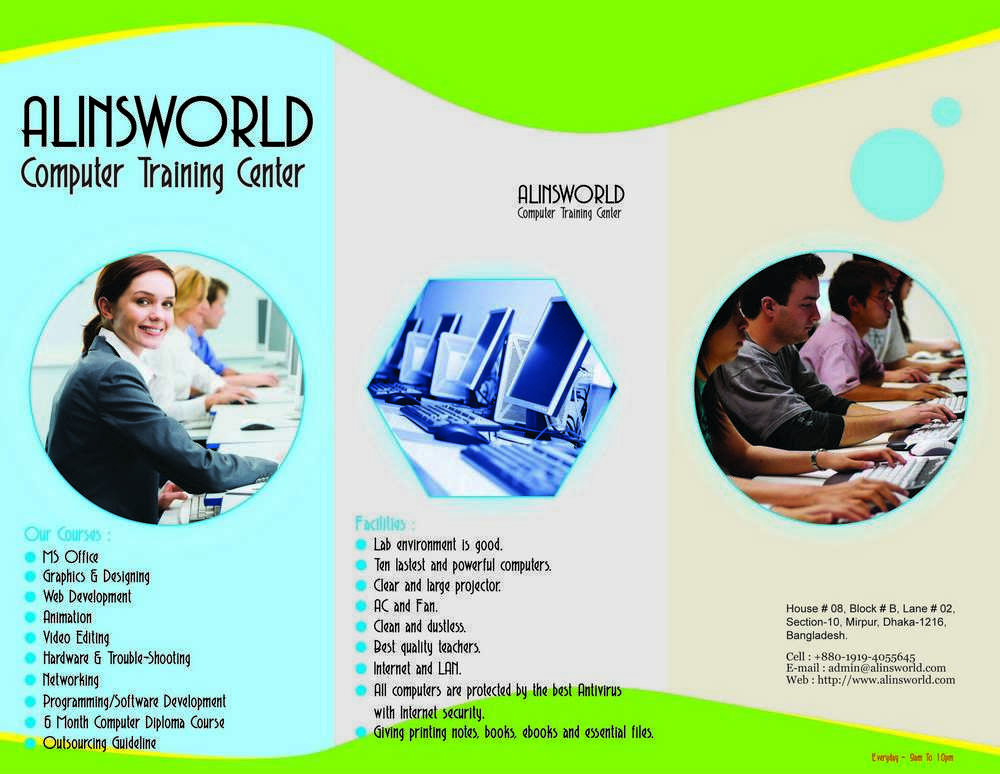 ALINSWORLD
Computer Training Center
Our Courses :
MS Office
Graphics & Designing
Web Development
Animation
Video Editing
Hardware & Trouble-Shooting
Networking
Programming/Software Development
6 Month Computer Diploma Course
Outsourcing Guideline
ALINSWORLD
Computer Training Center
Facilities :
Lab environment is good.
Ten lastest and powerful computers.
Clear and large projector.
AC and Fan.
Clean and dustless.
Best quality teachers.
Internet and LAN.
All computers are protected by the best Antivirus
with Internet security.
Giving printing notes, books, ebooks and essential files.
House # 08, Block # B, Lane # 02,
Section-10, Mirpur, Dhaka-1216,
Bangladesh.
Cell : +880-1919-4055645
E-mail : admin@alinsworld.com
Web : http://www.alinsworld.com
Everyday - 9am To 10pm